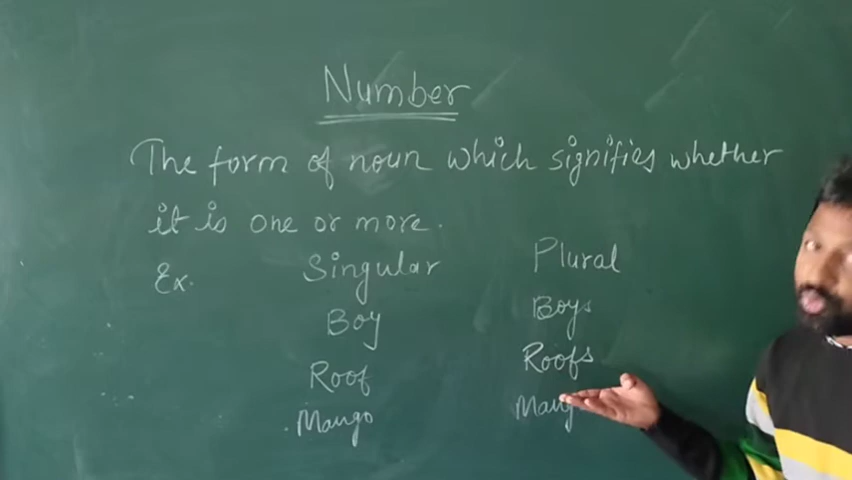 Number
The form of noun which signifies whether
it is one or more.
Ex. Singular Plural
Boy Boys
Roof Roofs
Mango